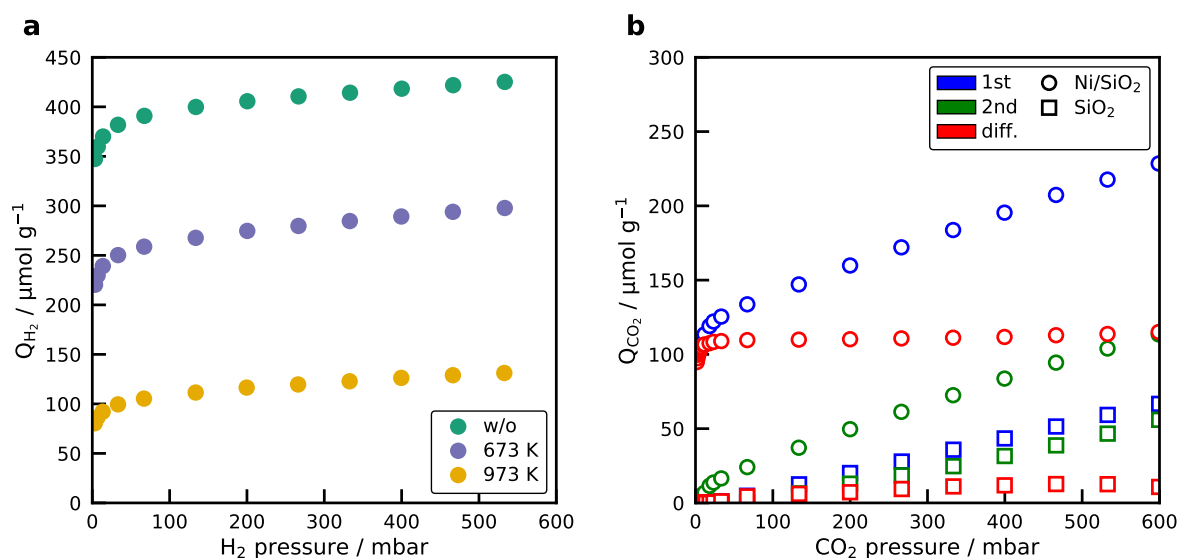 a
450
400
350
300
250
200
150
100
50
0
Q_H₂ / μmol g⁻¹
w/o
673 K
973 K
0 100 200 300 400 500 600
H₂ pressure / mbar
b
300
250
200
150
100
50
0
Q_CO₂ / μmol g⁻¹
1st Ni/SiO₂
2nd SiO₂
diff.
0 100 200 300 400 500 600
CO₂ pressure / mbar